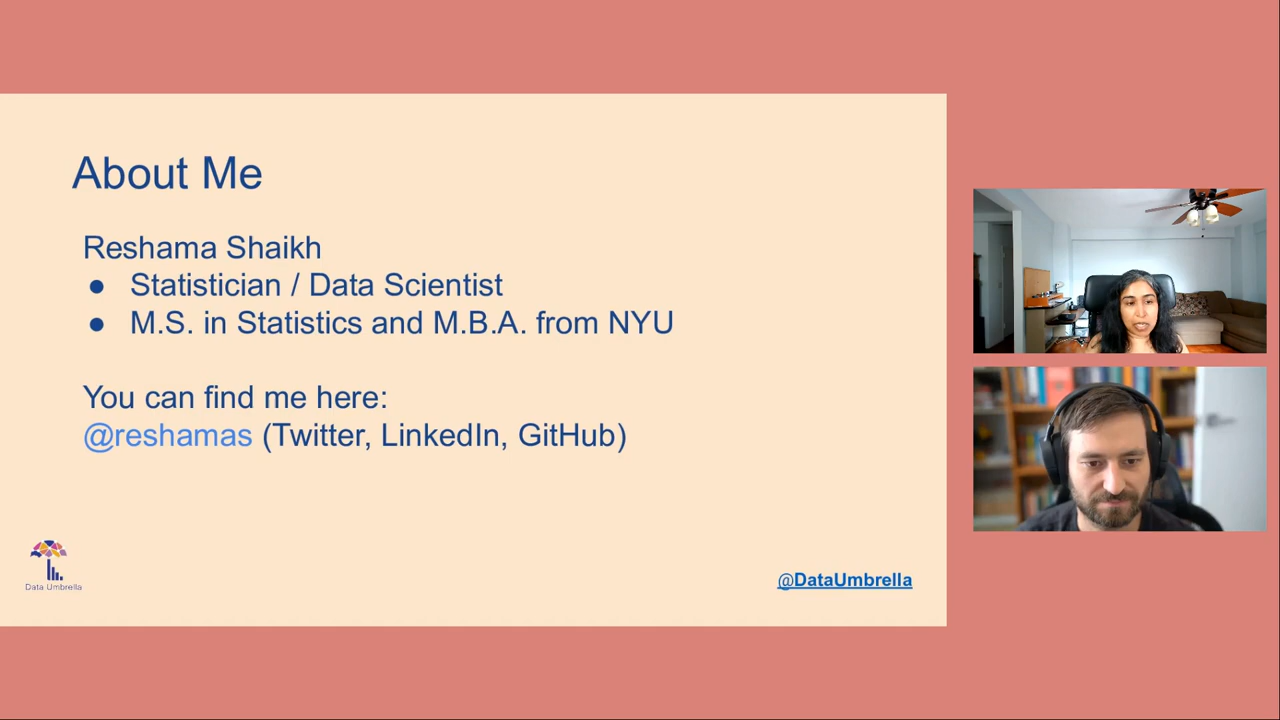 About Me
Reshama Shaikh
● Statistician / Data Scientist
● M.S. in Statistics and M.B.A. from NYU
You can find me here:
@reshamas (Twitter, LinkedIn, GitHub)
Data Umbrella
@DataUmbrella